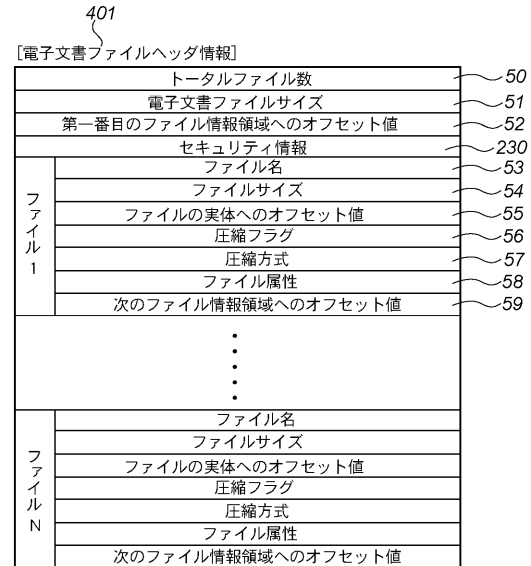 401
[電子文書ファイルヘッダ情報]
トータルファイル数 50
電子文書ファイルサイズ 51
第一番目のファイル情報領域へのオフセット値 52
セキュリティ情報 230
ファイル1
ファイル名 53
ファイルサイズ 54
ファイルの実体へのオフセット値 55
圧縮フラグ 56
圧縮方式 57
ファイル属性 58
次のファイル情報領域へのオフセット値 59
ファイルN
ファイル名
ファイルサイズ
ファイルの実体へのオフセット値
圧縮フラグ
圧縮方式
ファイル属性
次のファイル情報領域へのオフセット値